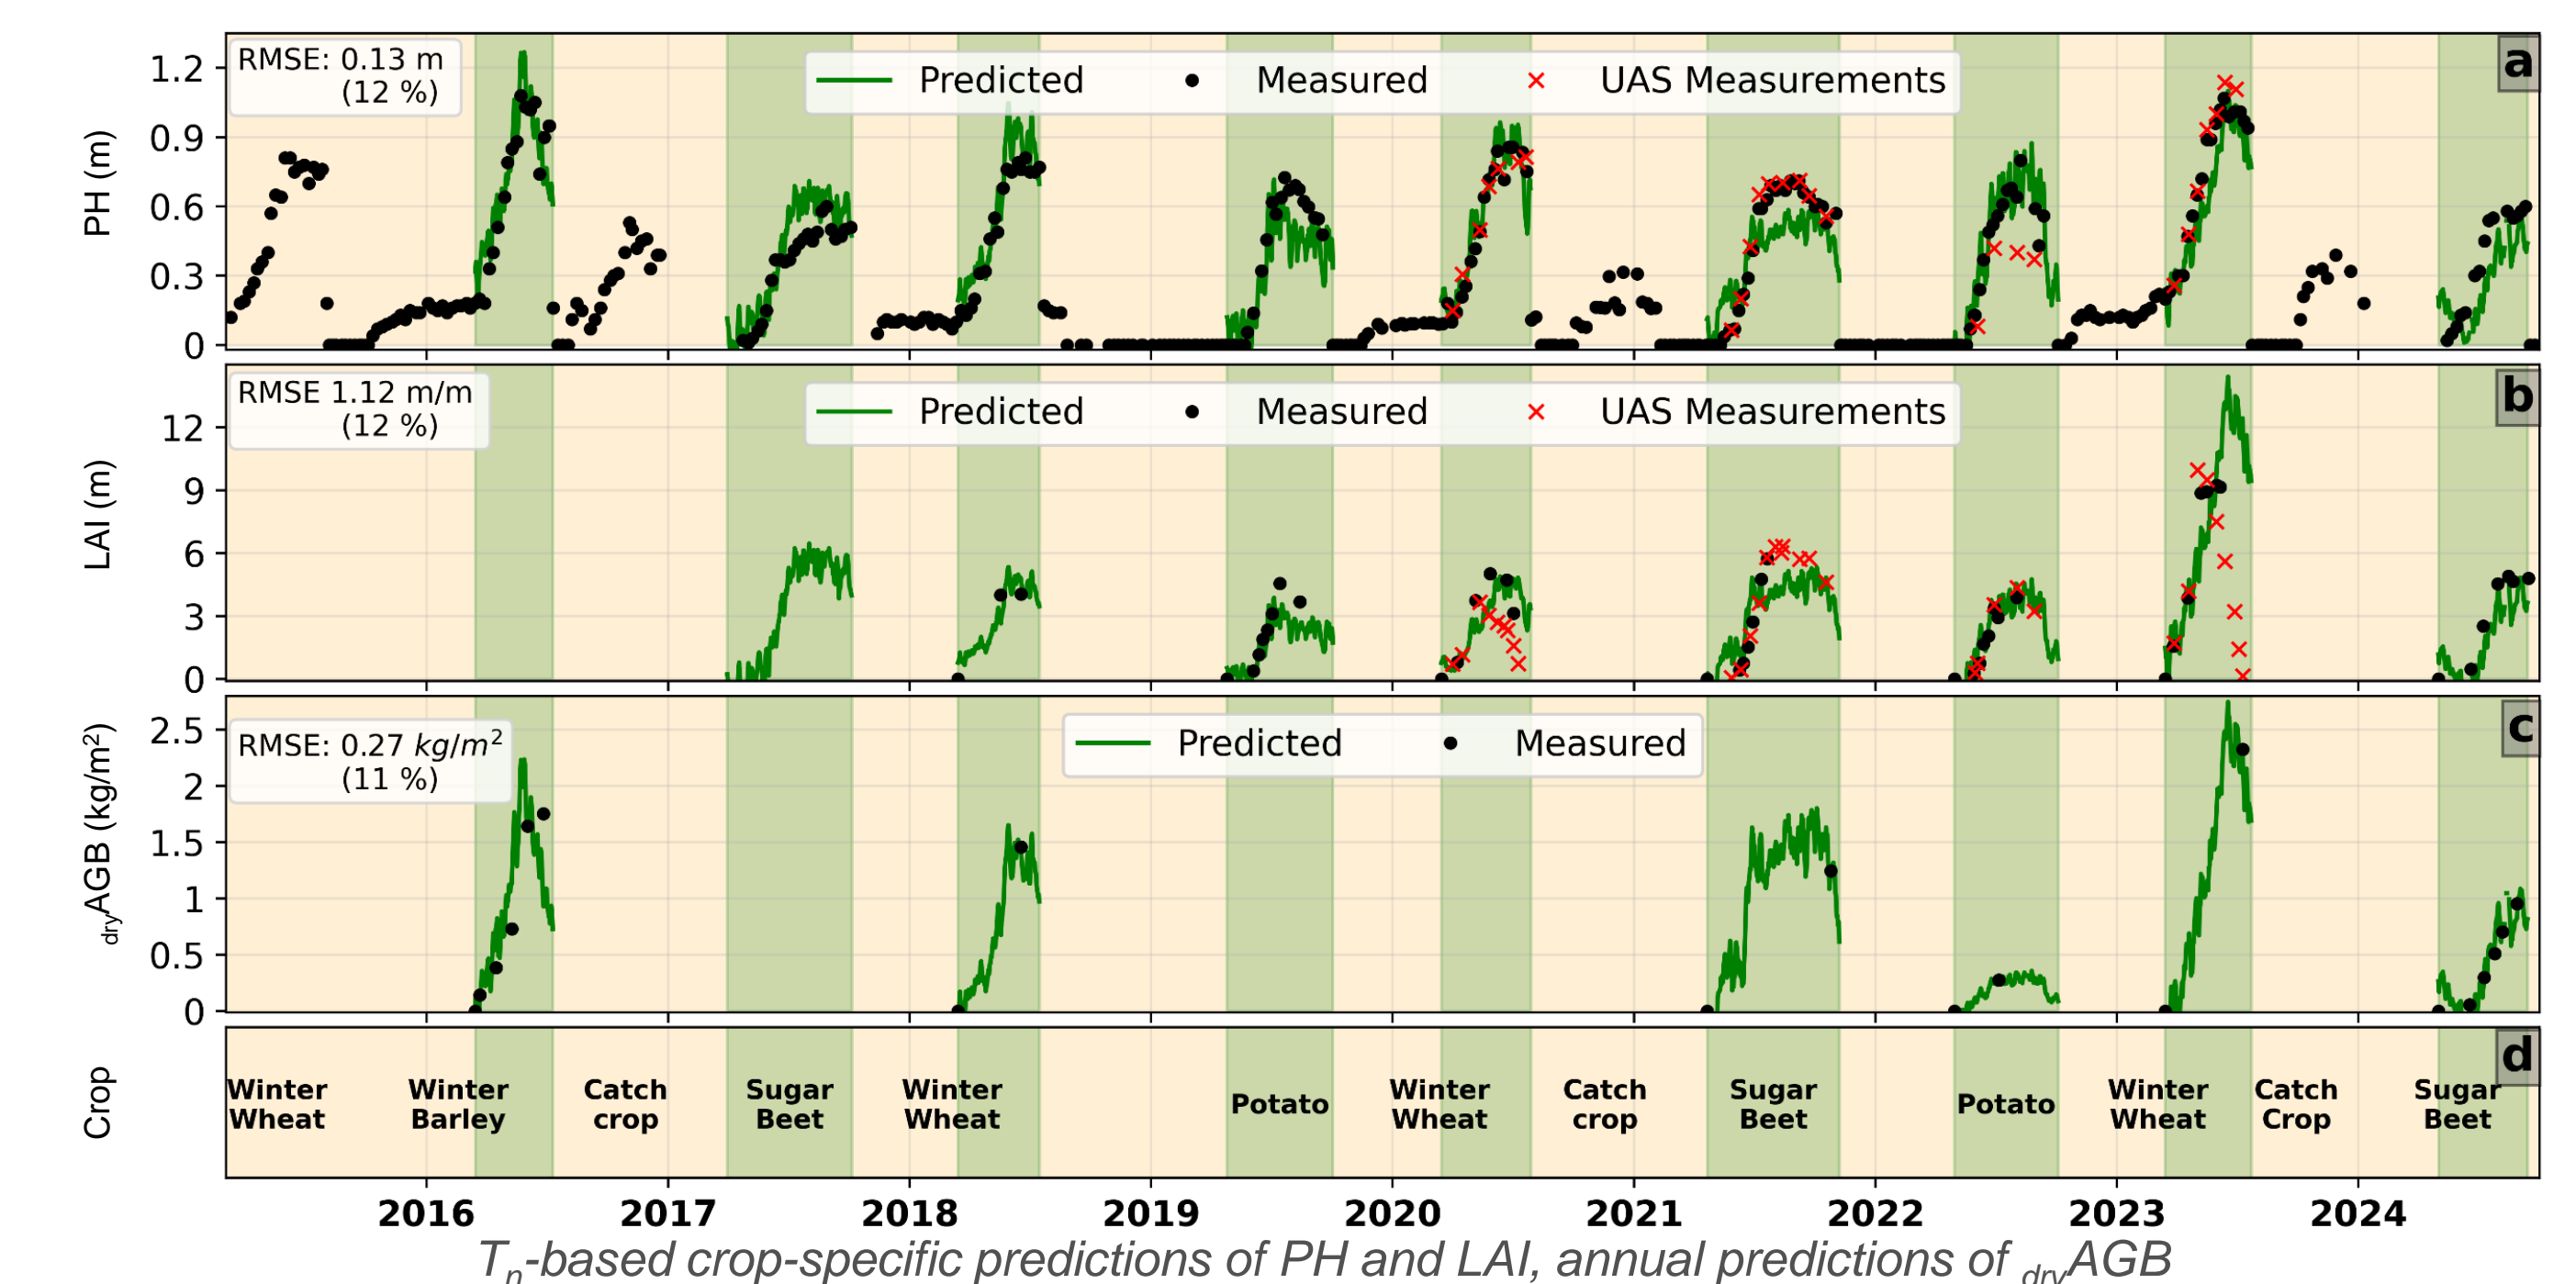 RMSE: 0.13 m
(12 %)
Predicted Measured UAS Measurements
a
PH (m)
1.2
0.9
0.6
0.3
0
RMSE 1.12 m/m
(12 %)
Predicted Measured UAS Measurements
b
LAI (m)
12
9
6
3
0
RMSE: 0.27 kg/m²
(11 %)
Predicted Measured
c
dryAGB (kg/m²)
2.5
2
1.5
1
0.5
0
d
Crop
Winter Wheat
Winter Barley
Catch crop
Sugar Beet
Winter Wheat
Potato
Winter Wheat
Catch crop
Sugar Beet
Potato
Winter Wheat
Catch Crop
Sugar Beet
2016 2017 2018 2019 2020 2021 2022 2023 2024
Tn-based crop-specific predictions of PH and LAI, annual predictions of dryAGB